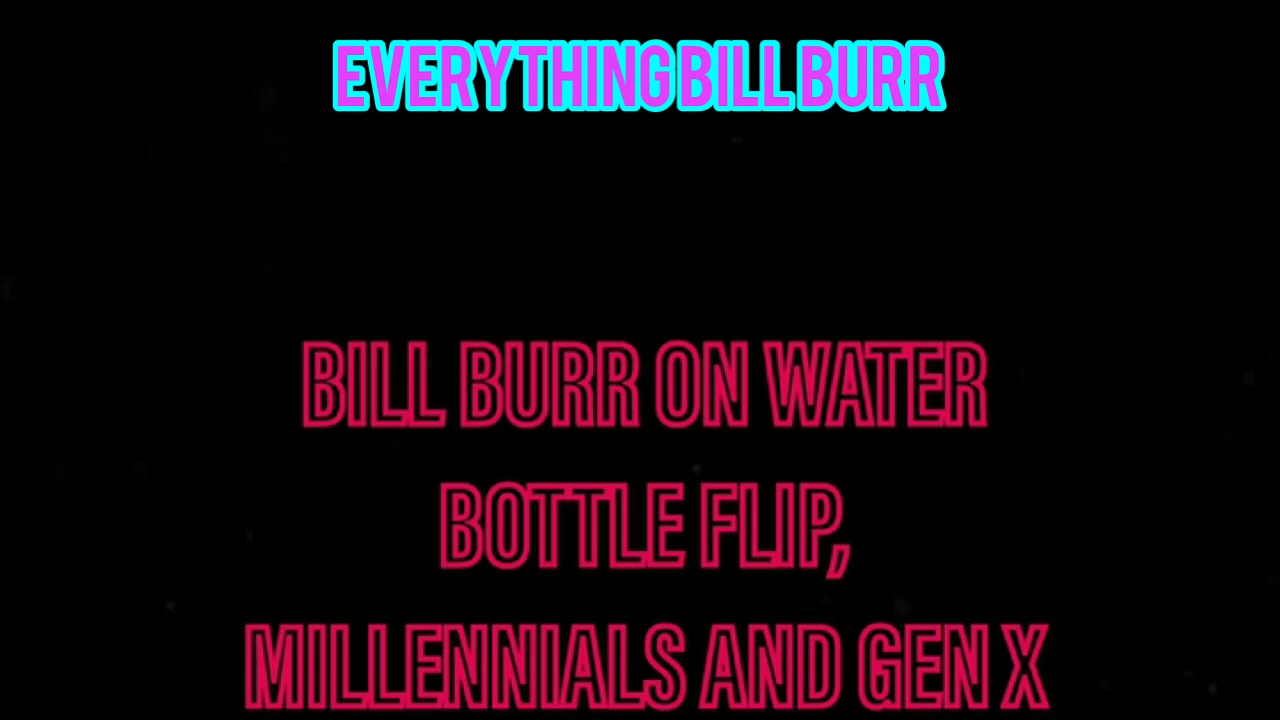 EVERYTHING BILL BURR
BILL BURR ON WATER
BOTTLE FLIP,
MILLENNIALS AND GEN X